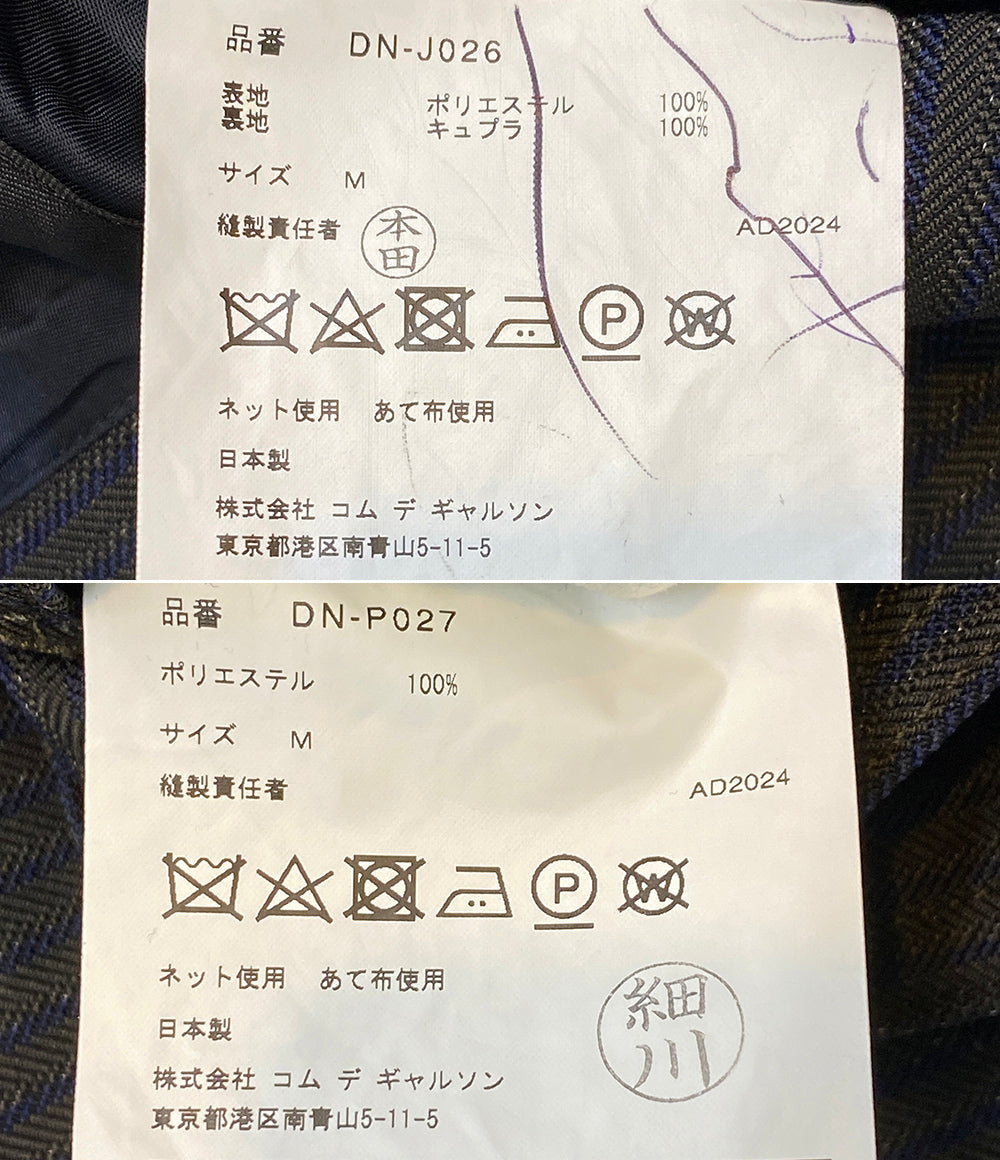 品番 DN-J026
表地 ポリエステル 100%
裏地 キュプラ 100%
サイズ M
縫製責任者 本田 AD2024
P W
ネット使用 あて布使用
日本製
株式会社 コム デ ギャルソン
東京都港区南青山5-11-5
品番 DN-P027
ポリエステル 100%
サイズ M
縫製責任者 AD2024
P W
ネット使用 あて布使用
細川
日本製
株式会社 コム デ ギャルソン
東京都港区南青山5-11-5